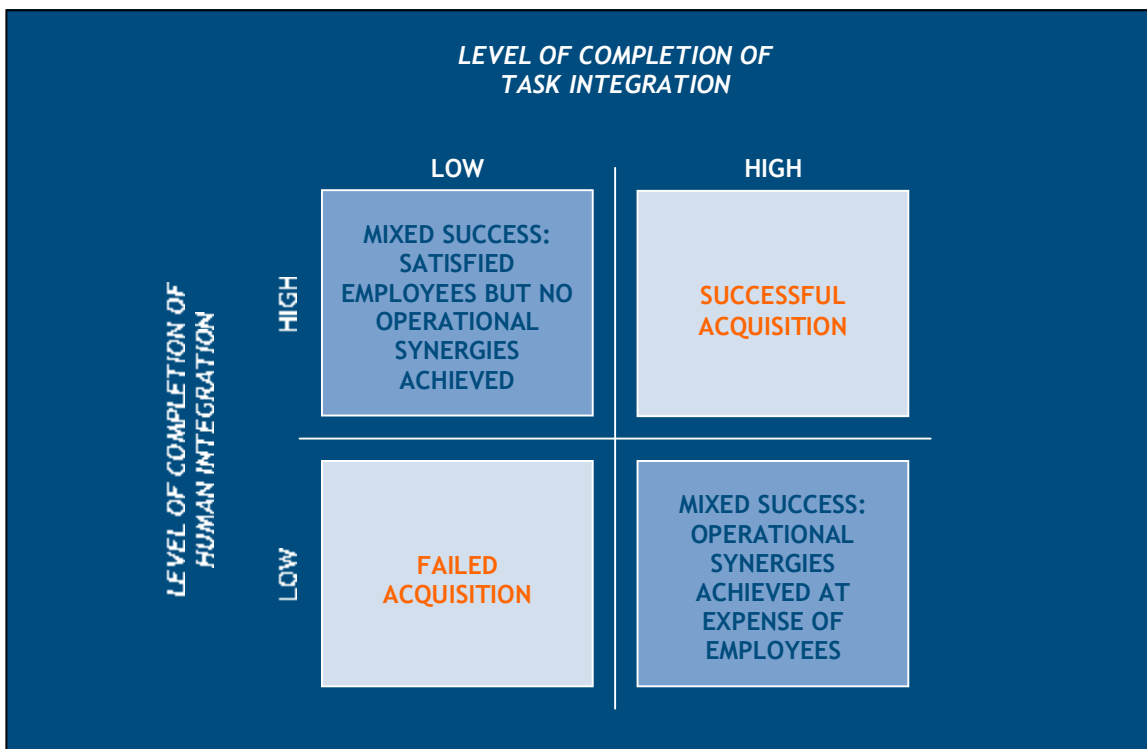 LEVEL OF COMPLETION OF
TASK INTEGRATION
LOW
HIGH
LEVEL OF COMPLETION OF
HUMAN INTEGRATION
HIGH
MIXED SUCCESS:
SATISFIED
EMPLOYEES BUT NO
OPERATIONAL
SYNERGIES
ACHIEVED
SUCCESSFUL
ACQUISITION
LOW
FAILED
ACQUISITION
MIXED SUCCESS:
OPERATIONAL
SYNERGIES
ACHIEVED AT
EXPENSE OF
EMPLOYEES